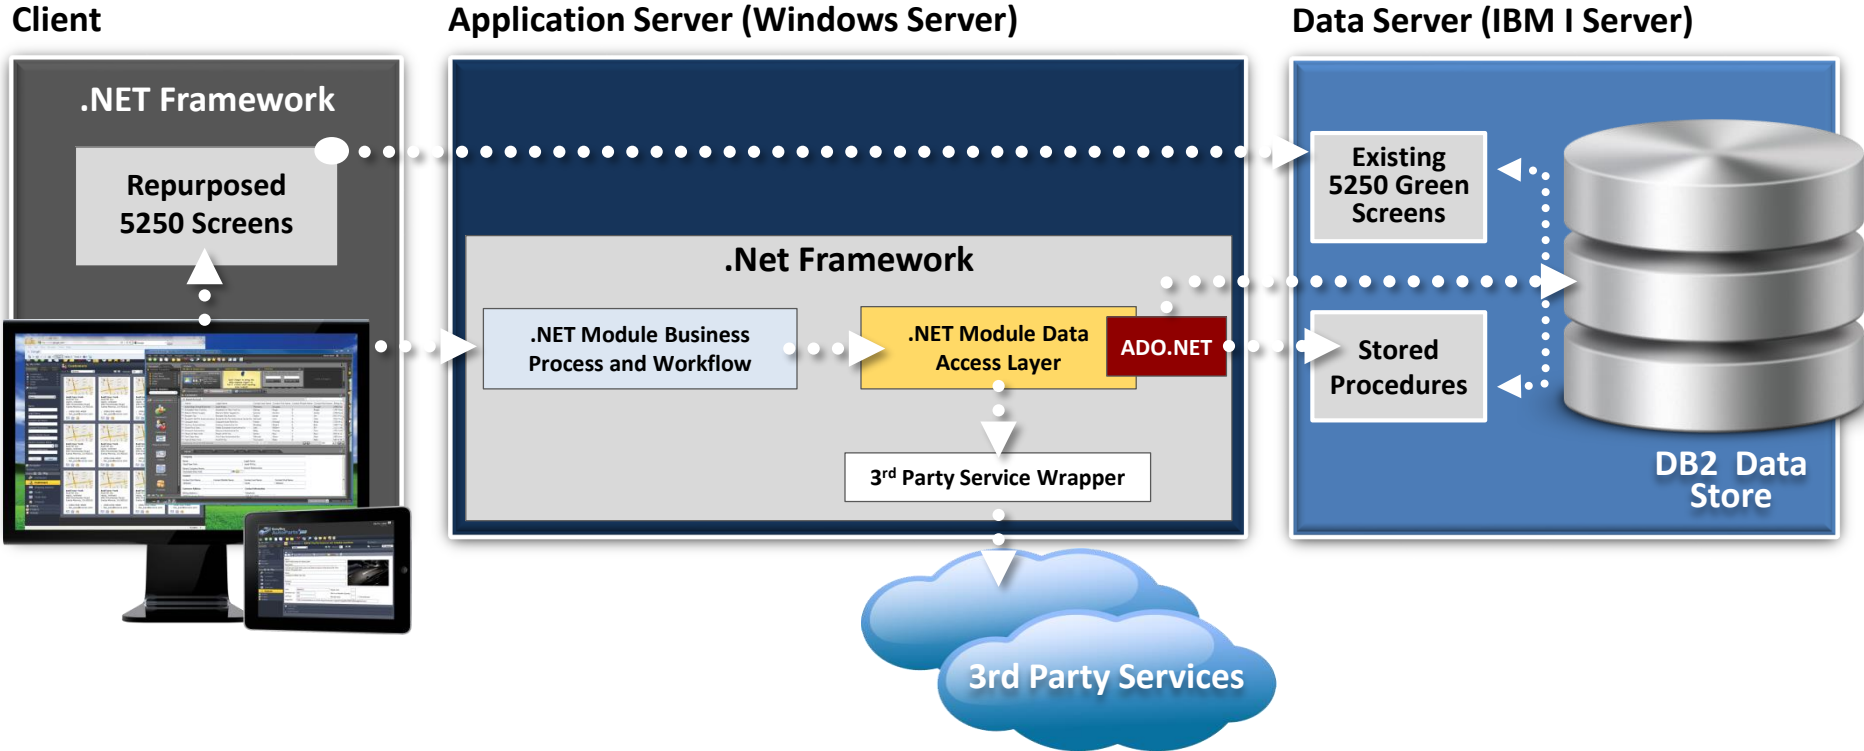 Client
Application Server (Windows Server)
Data Server (IBM I Server)
.NET Framework
Repurposed
5250 Screens
Existing
5250 Green
Screens
.Net Framework
.NET Module Business
Process and Workflow
.NET Module Data
Access Layer
ADO.NET
Stored
Procedures
3rd Party Service Wrapper
DB2 Data
Store
3rd Party Services